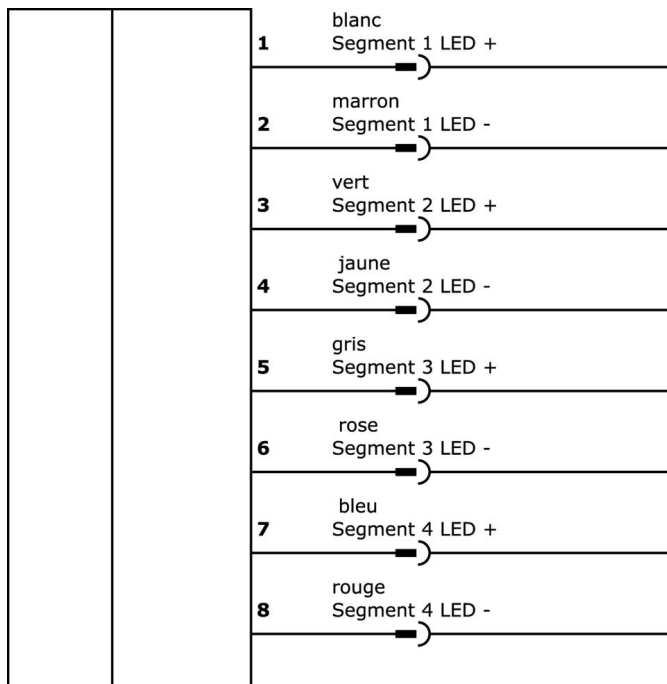 blanc
1 Segment 1 LED +
marron
2 Segment 1 LED -
vert
3 Segment 2 LED +
jaune
4 Segment 2 LED -
gris
5 Segment 3 LED +
rose
6 Segment 3 LED -
bleu
7 Segment 4 LED +
rouge
8 Segment 4 LED -